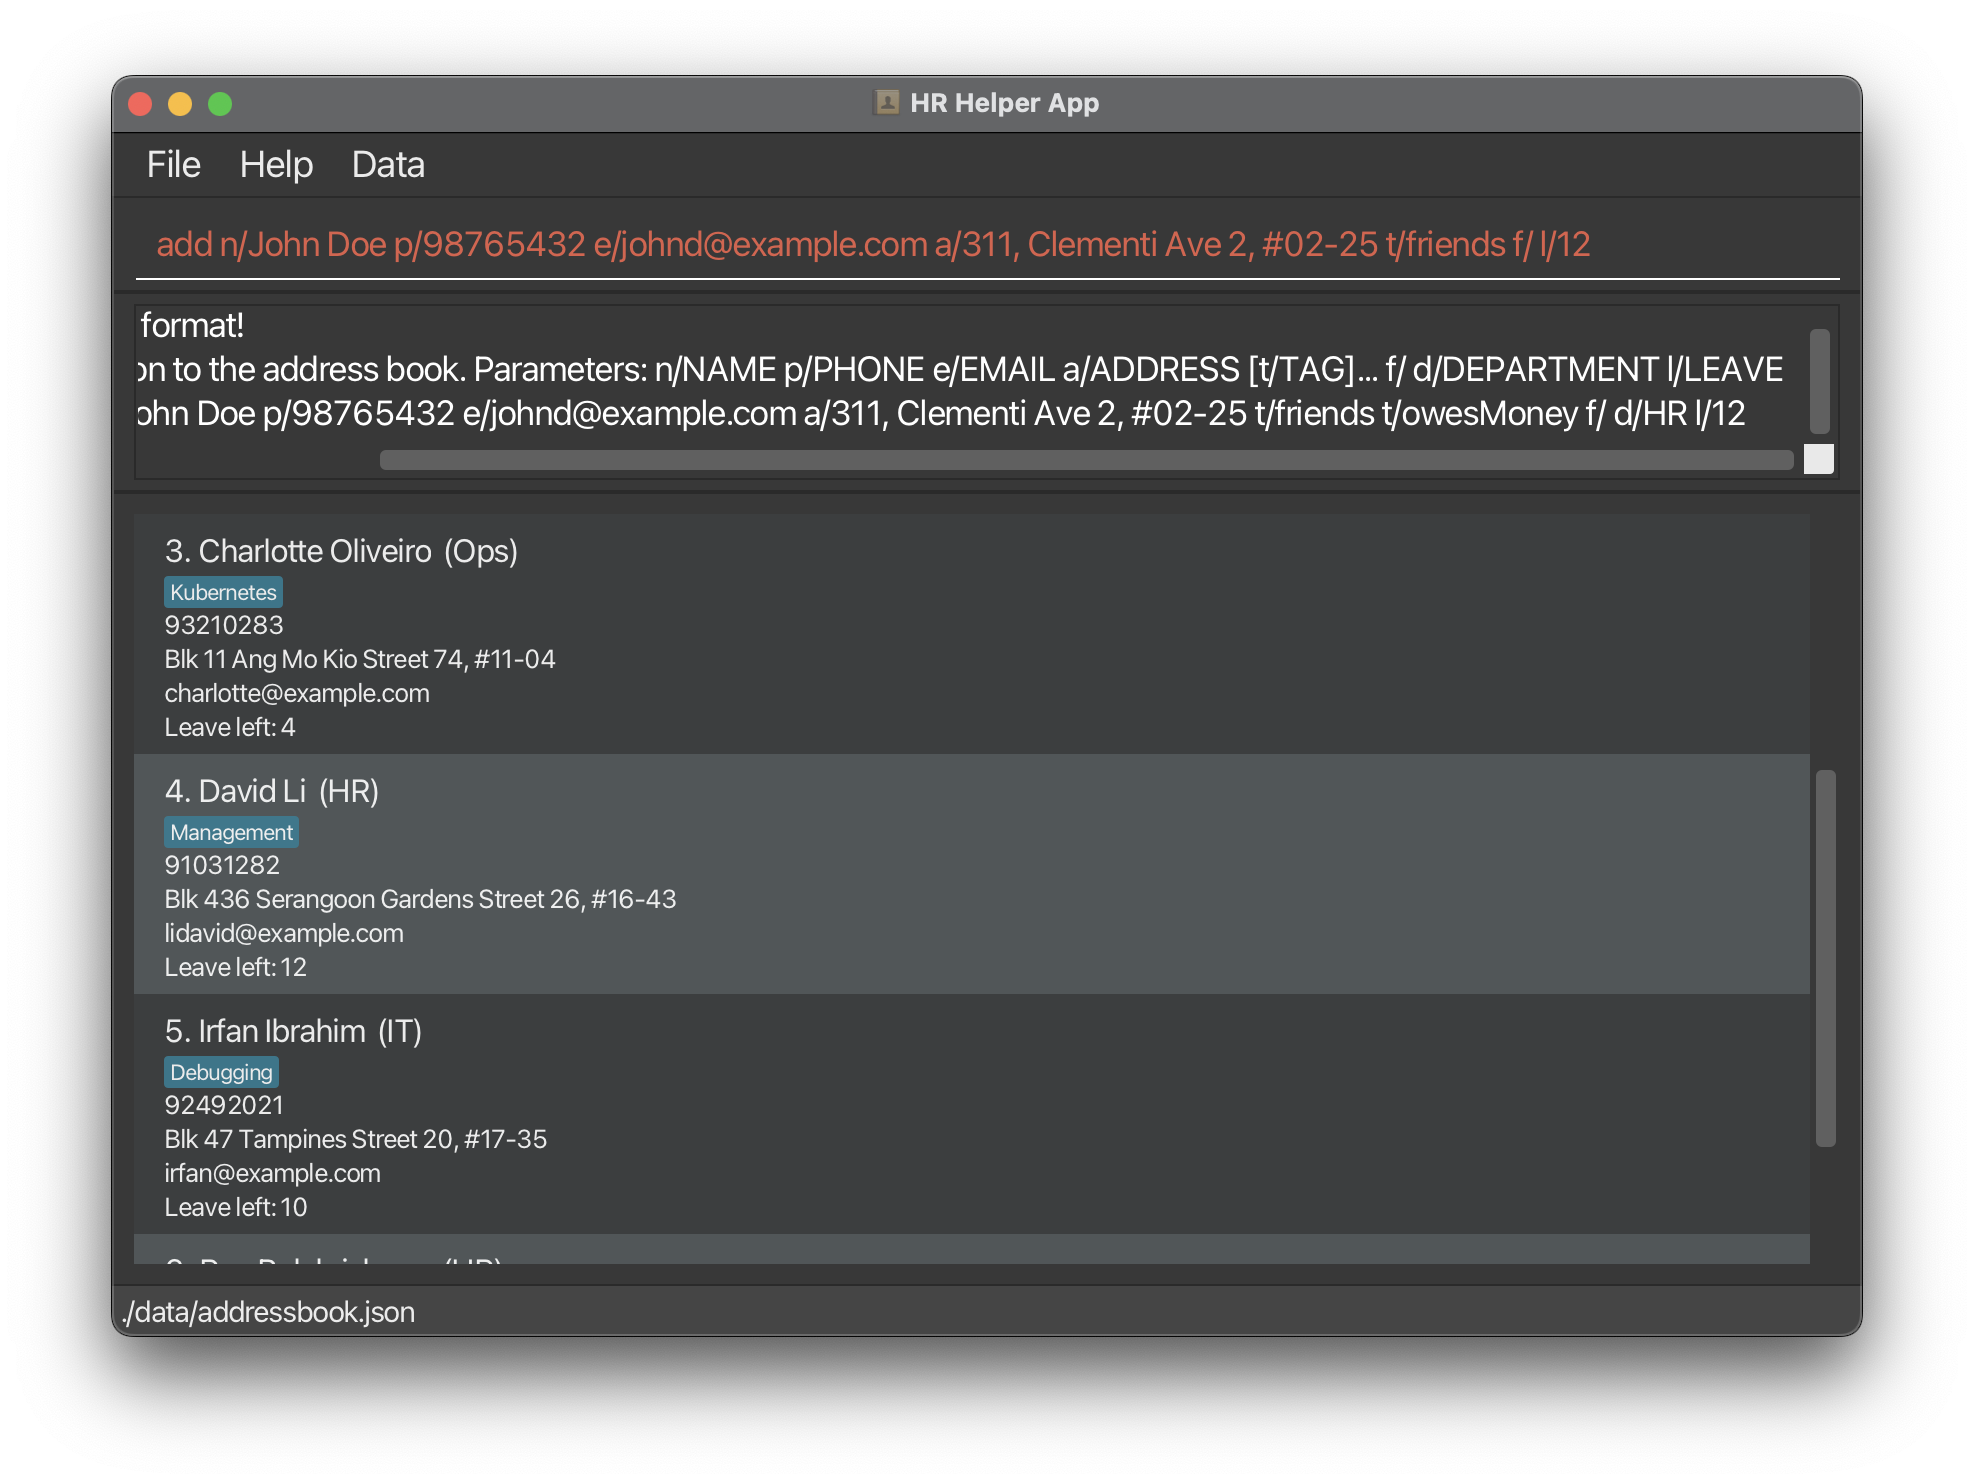 HR Helper App
File Help Data
add n/John Doe p/98765432 e/johnd@example.com a/311, Clementi Ave 2, #02-25 t/friends f/ l/12
format!
on to the address book. Parameters: n/NAME p/PHONE e/EMAIL a/ADDRESS [t/TAG]... f/ d/DEPARTMENT l/LEAVE
ohn Doe p/98765432 e/johnd@example.com a/311, Clementi Ave 2, #02-25 t/friends t/owesMoney f/ d/HR l/12
3. Charlotte Oliveiro (Ops)
Kubernetes
93210283
Blk 11 Ang Mo Kio Street 74, #11-04
charlotte@example.com
Leave left: 4
4. David Li (HR)
Management
91031282
Blk 436 Serangoon Gardens Street 26, #16-43
lidavid@example.com
Leave left: 12
5. Irfan Ibrahim (IT)
Debugging
92492021
Blk 47 Tampines Street 20, #17-35
irfan@example.com
Leave left: 10
./data/addressbook.json